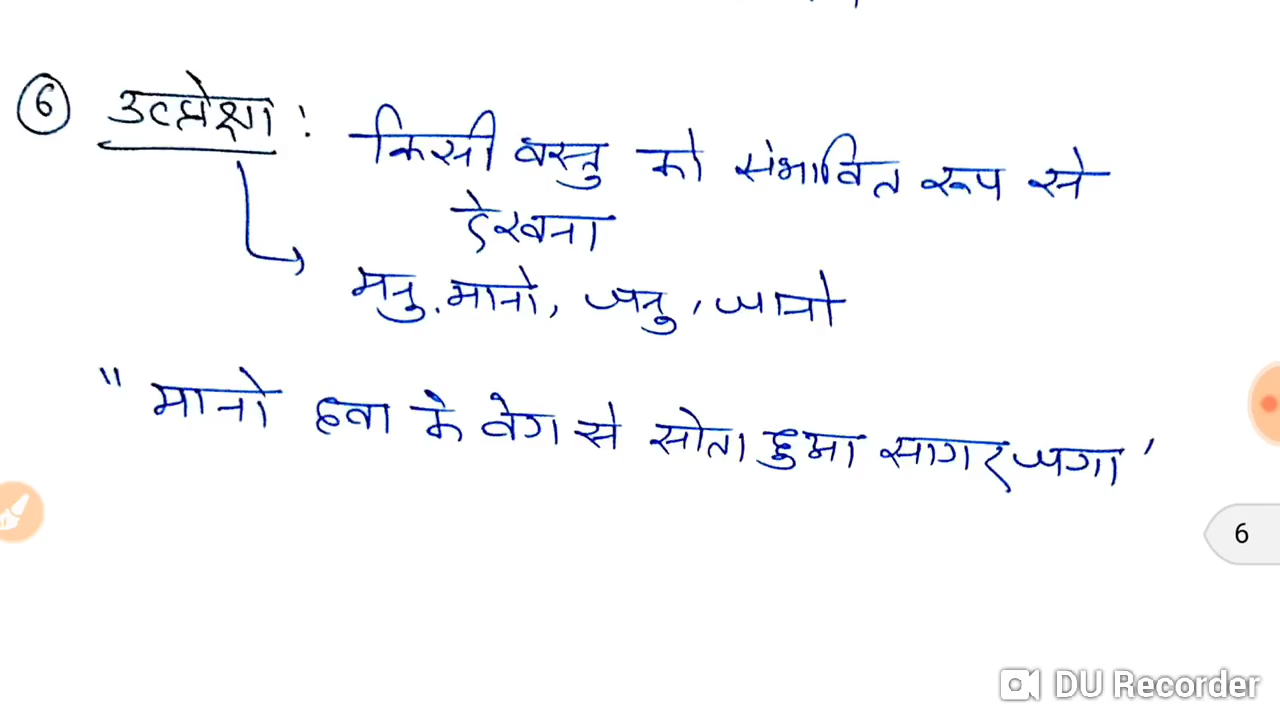 ⑥ उत्प्रेक्षा : किसी वस्तु को संभावित रूप से
देखना
मनु, मानो, जनु, जानो
" मानो हवा के वेग से सोता हुआ सागर जगा '
6
DU Recorder